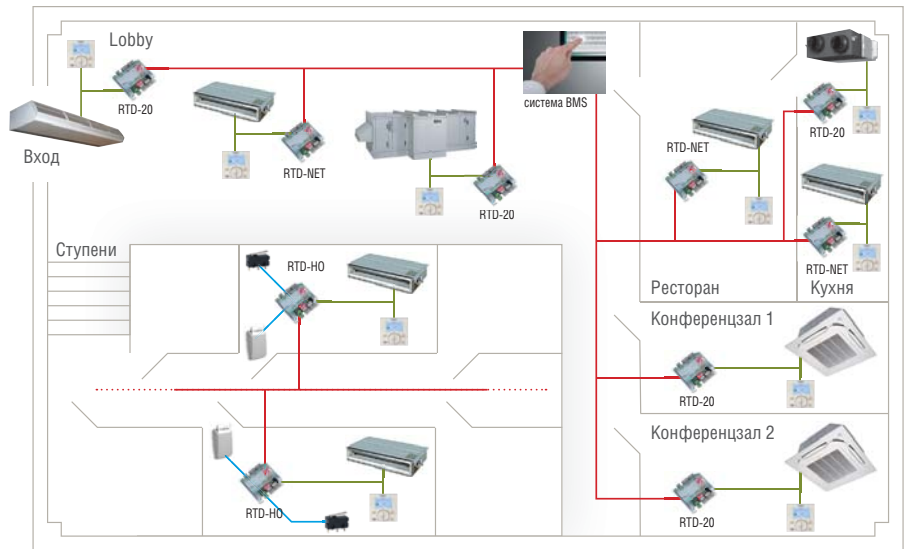 Lobby
RTD-20
Вход
RTD-NET
RTD-20
система BMS
RTD-20
RTD-NET
RTD-NET
Ресторан
Кухня
Ступени
RTD-HO
Конференцзал 1
RTD-20
Конференцзал 2
RTD-20
RTD-HO